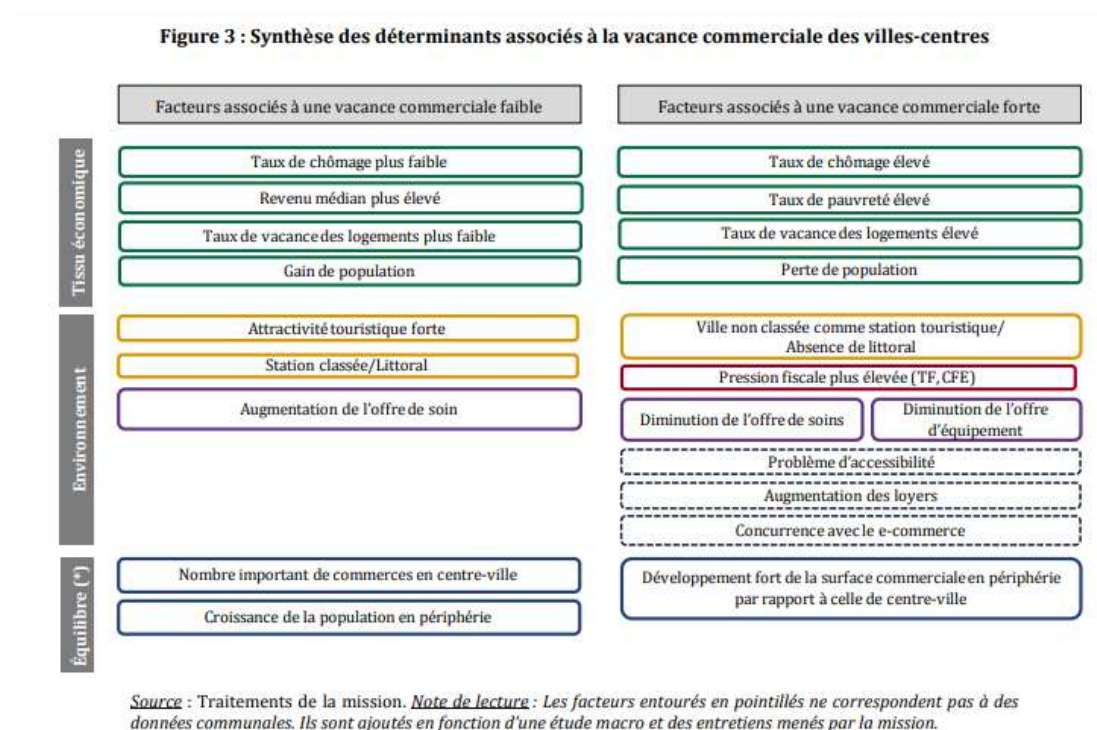 Figure 3 : Synthèse des déterminants associés à la vacance commerciale des villes-centres
Facteurs associés à une vacance commerciale faible
Facteurs associés à une vacance commerciale forte
Tissu économique
Taux de chômage plus faible
Revenu médian plus élevé
Taux de vacance des logements plus faible
Gain de population
Taux de chômage élevé
Taux de pauvreté élevé
Taux de vacance des logements élevé
Perte de population
Environnement
Attractivité touristique forte
Station classée/Littoral
Augmentation de l'offre de soin
Ville non classée comme station touristique/
Absence de littoral
Pression fiscale plus élevée (TF, CFE)
Diminution de l'offre de soins
Diminution de l'offre
d'équipement
Problème d'accessibilité
Augmentation des loyers
Concurrence avec le e-commerce
Équilibre (*)
Nombre important de commerces en centre-ville
Croissance de la population en périphérie
Développement fort de la surface commerciale en périphérie
par rapport à celle de centre-ville
Source : Traitements de la mission. Note de lecture : Les facteurs entourés en pointillés ne correspondent pas à des
données communales. Ils sont ajoutés en fonction d'une étude macro et des entretiens menés par la mission.